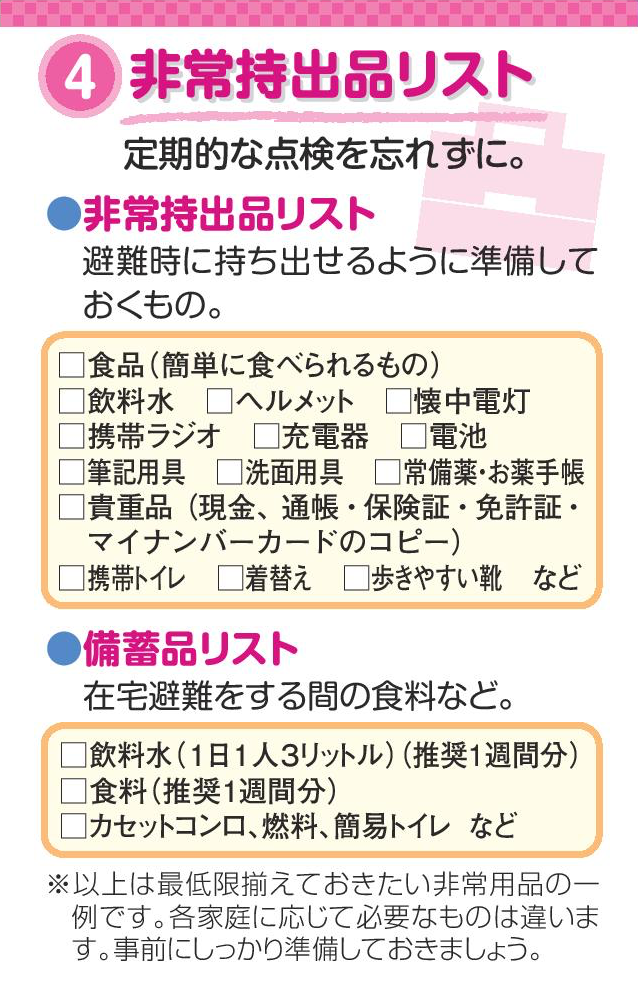 4 非常持出品リスト
定期的な点検を忘れずに。
●非常持出品リスト
避難時に持ち出せるように準備して
おくもの。
□食品（簡単に食べられるもの）
□飲料水 □ヘルメット □懐中電灯
□携帯ラジオ □充電器 □電池
□筆記用具 □洗面用具 □常備薬・お薬手帳
□貴重品（現金、通帳・保険証・免許証・
マイナンバーカードのコピー）
□携帯トイレ □着替え □歩きやすい靴 など
●備蓄品リスト
在宅避難をする間の食料など。
□飲料水（1日1人3リットル）（推奨1週間分）
□食料（推奨1週間分）
□カセットコンロ、燃料、簡易トイレ など
※以上は最低限揃えておきたい非常用品の一
例です。各家庭に応じて必要なものは違いま
す。事前にしっかり準備しておきましょう。